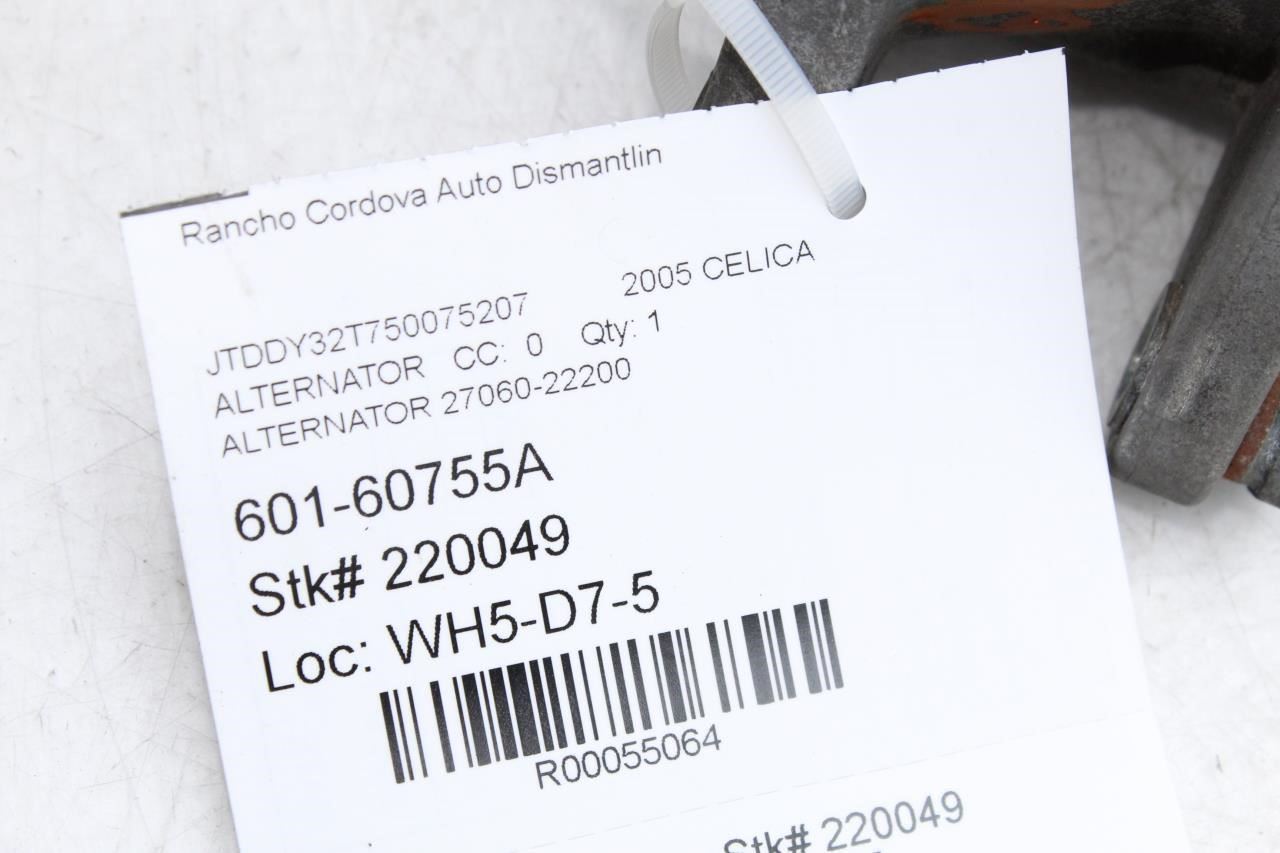 Rancho Cordova Auto Dismantlin
JTDDY32T750075207 2005 CELICA
ALTERNATOR CC: 0 Qty: 1
ALTERNATOR 27060-22200
601-60755A
Stk# 220049
Loc: WH5-D7-5
R00055064
Stk# 220049